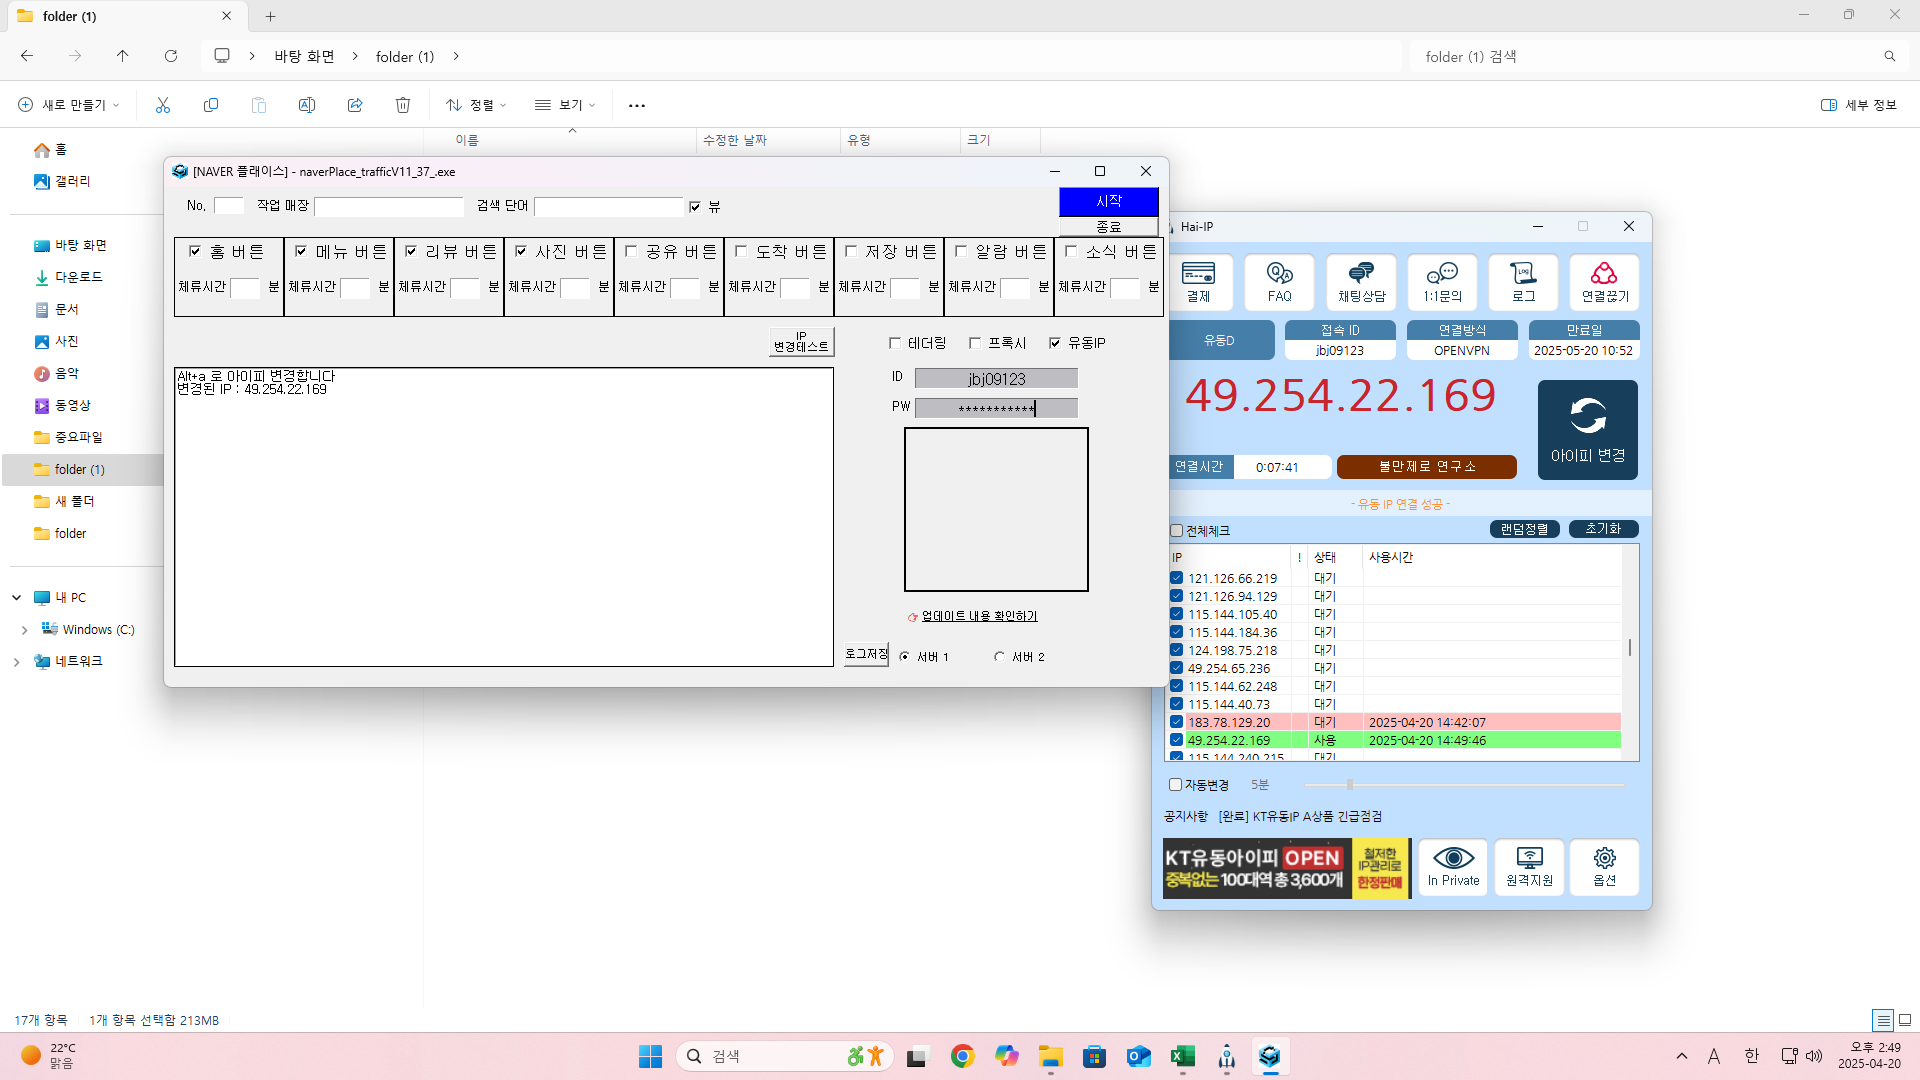 folder (1)
바탕 화면
folder (1)
folder (1) 검색
새로 만들기
정렬
보기
세부 정보
이름
수정한 날짜
유형
크기
홈
갤러리
바탕 화면
다운로드
문서
사진
음악
동영상
중요파일
folder (1)
새 폴더
folder
내 PC
Windows (C:)
네트워크
[NAVER 플래이스] - naverPlace_trafficV11_37_.exe
No. 작업 매장 검색 단어 뷰
시작
종료
홈 버튼 메뉴 버튼 리뷰 버튼 사진 버튼 공유 버튼 도착 버튼 저장 버튼 알람 버튼 소식 버튼
체류시간 분 체류시간 분 체류시간 분 체류시간 분 체류시간 분 체류시간 분 체류시간 분 체류시간 분 체류시간 분
IP
변경테스트
테더링 프록시 유동IP
Alt+a 로 아이피 변경합니다
변경된 IP : 49.254.22.169
ID jbj09123
PW ***********
업데이트 내용 확인하기
로그저장 서버 1 서버 2
Hai-IP
결제 FAQ 채팅상담 1:1문의 로그 연결끊기
LOG
유동D
접속 ID 연결방식 만료일
jbj09123 OPENVPN 2025-05-20 10:52
49.254.22.169
아이피 변경
연결시간 0:07:41 불만제로 연구소
- 유동 IP 연결 성공 -
전체체크 랜덤정렬 초기화
IP ! 상태 사용시간
121.126.66.219 대기
121.126.94.129 대기
115.144.105.40 대기
115.144.184.36 대기
124.198.75.218 대기
49.254.65.236 대기
115.144.62.248 대기
115.144.40.73 대기
183.78.129.20 대기 2025-04-20 14:42:07
49.254.22.169 사용 2025-04-20 14:49:46
115.144.240.215 대기
자동변경 5분
공지사항 [완료] KT유동IP A상품 긴급점검
KT유동아이피 OPEN
중복없는 100대역 총 3,600개
철저한
IP관리로
한정판매
In Private 원격지원 옵션
17개 항목 1개 항목 선택함 213MB
22°C
맑음
검색
A 한
오후 2:49
2025-04-20